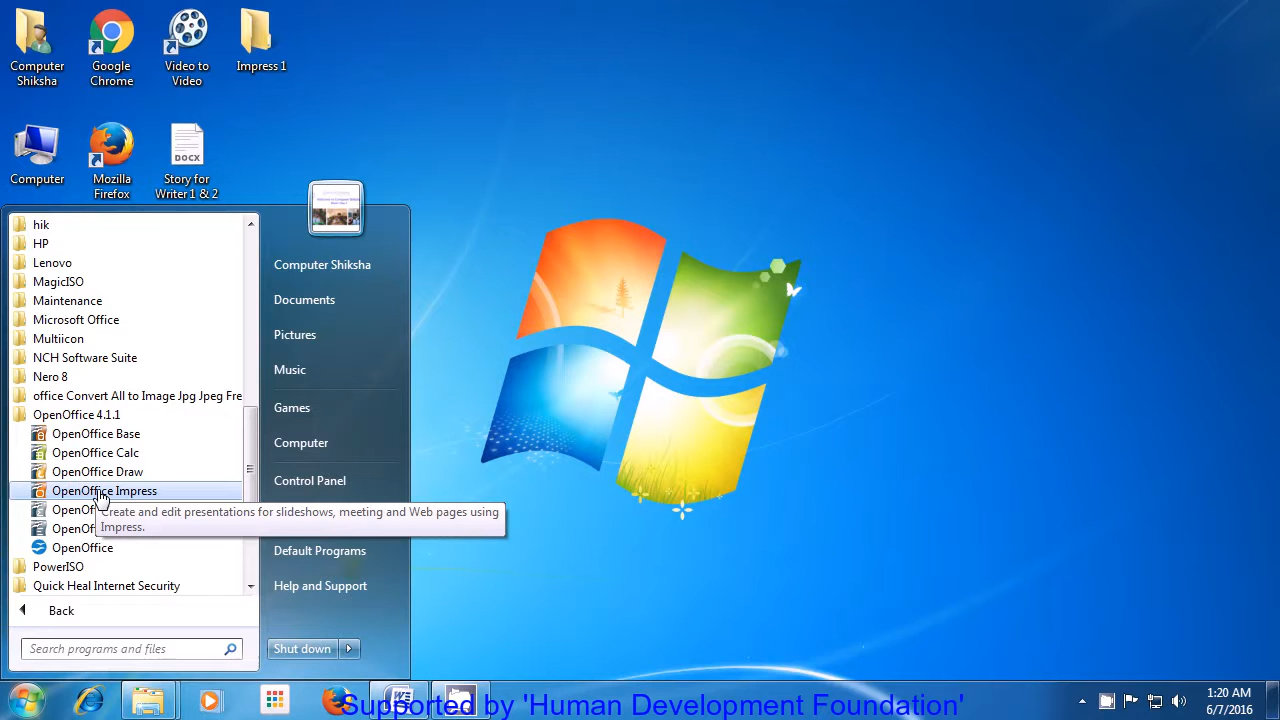 Computer
Shiksha
Google
Chrome
Video to
Video
Impress 1
Computer
Mozilla
Firefox
DOCX
Story for
Writer 1 & 2
hik
HP
Lenovo
MagicISO
Maintenance
Microsoft Office
Multiicon
NCH Software Suite
Nero 8
office Convert All to Image Jpg Jpeg Fre
OpenOffice 4.1.1
OpenOffice Base
OpenOffice Calc
OpenOffice Draw
OpenOffice Impress
Create and edit presentations for slideshows, meeting and Web pages using
Impress.
OpenOffice
PowerISO
Quick Heal Internet Security
Back
Search programs and files
Computer Shiksha
Documents
Pictures
Music
Games
Computer
Control Panel
Default Programs
Help and Support
Shut down
Supported by 'Human Development Foundation'
1:20 AM
6/7/2016